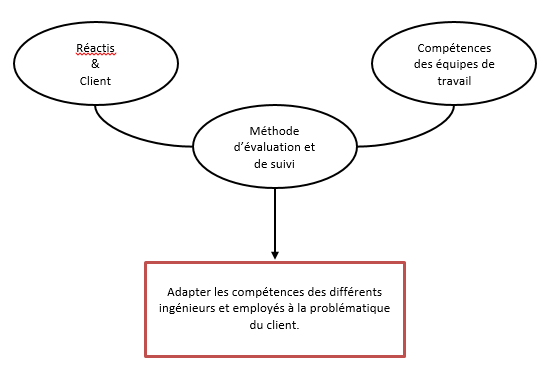 Réactis
&
Client
Compétences
des équipes de
travail
Méthode
d'évaluation et
de suivi
Adapter les compétences des différents
ingénieurs et employés à la problématique
du client.